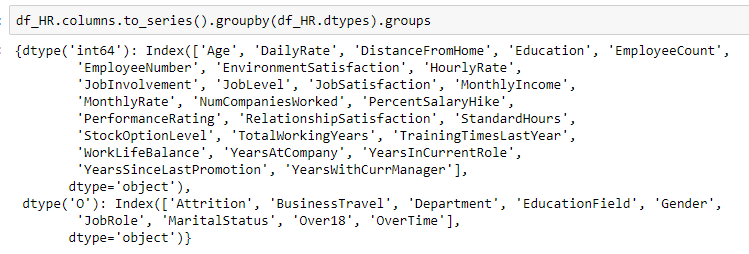 df_HR.columns.to_series().groupby(df_HR.dtypes).groups
{dtype('int64'): Index(['Age', 'DailyRate', 'DistanceFromHome', 'Education', 'EmployeeCount',
'EmployeeNumber', 'EnvironmentSatisfaction', 'HourlyRate',
'JobInvolvement', 'JobLevel', 'JobSatisfaction', 'MonthlyIncome',
'MonthlyRate', 'NumCompaniesWorked', 'PercentSalaryHike',
'PerformanceRating', 'RelationshipSatisfaction', 'StandardHours',
'StockOptionLevel', 'TotalWorkingYears', 'TrainingTimesLastYear',
'WorkLifeBalance', 'YearsAtCompany', 'YearsInCurrentRole',
'YearsSinceLastPromotion', 'YearsWithCurrManager'],
dtype='object'),
dtype('O'): Index(['Attrition', 'BusinessTravel', 'Department', 'EducationField', 'Gender',
'JobRole', 'MaritalStatus', 'Over18', 'OverTime'],
dtype='object')}